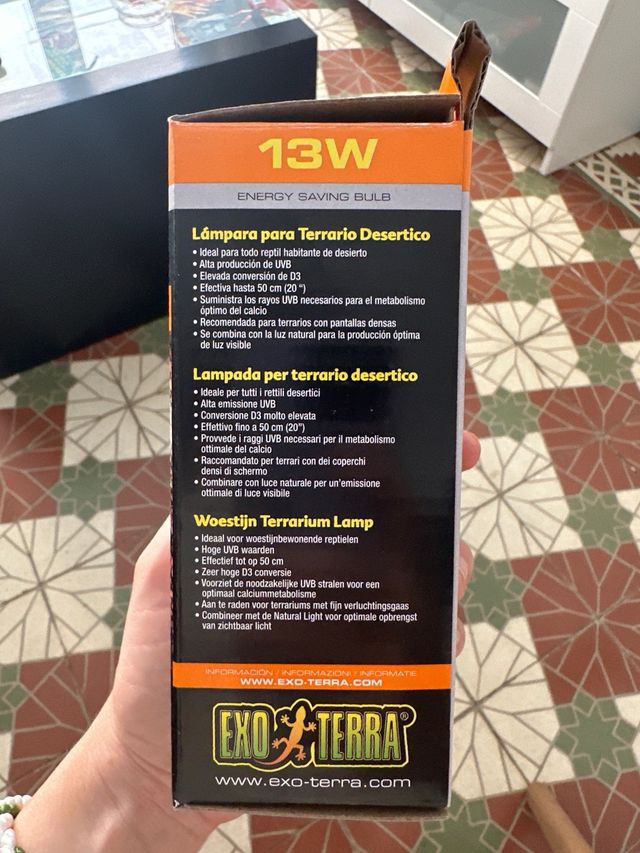 13W
ENERGY SAVING BULB
Lámpara para Terrario Desertico
• Ideal para todo reptil habitante de desierto
• Alta producción de UVB
• Elevada conversión de D3
• Efectiva hasta 50 cm (20 “)
• Suministra los rayos UVB necesarios para el metabolismo
óptimo del calcio
• Recomendada para terrarios con pantallas densas
• Se combina con la luz natural para la producción óptima
de luz visible
Lampada per terrario desertico
• Ideale per tutti i rettili desertici
• Alta emissione UVB
• Conversione D3 molto elevata
• Effettivo fino a 50 cm (20")
• Provvede i raggi UVB necessari per il metabolismo
ottimale del calcio
• Raccomandato per terrari con dei coperchi
densi di schermo
• Combinare con luce naturale per un'emissione
ottimale di luce visibile
Woestijn Terrarium Lamp
• Ideaal voor woestijnbewonende reptielen
• Hoge UVB waarden
• Effectief tot op 50 cm
• Zeer hoge D3 conversie
• Voorziet de noodzakelijke UVB stralen voor een
optimaal calciummetabolisme
• Aan te raden voor terrariums met fijn verluchtingsgaas
• Combineer met de Natural Light voor optimale opbrengst
van zichtbaar licht
INFORMACIÓN / INFORMAZIONI / INFORMATIE
WWW.EXO-TERRA.COM
EXO TERRA®
www.exo-terra.com